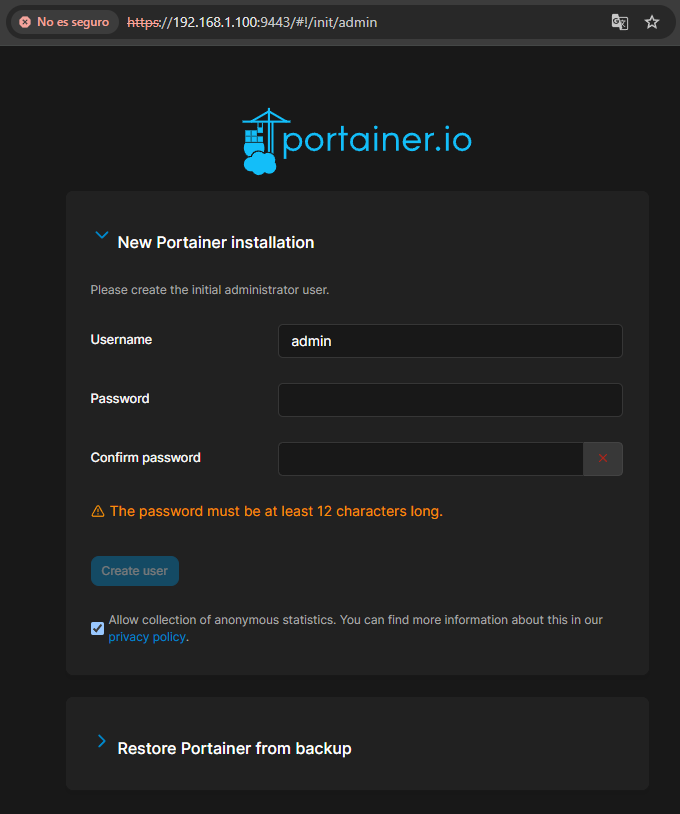 No es seguro https://192.168.1.100:9443/#!/init/admin
portainer.io
New Portainer installation
Please create the initial administrator user.
Username admin
Password
Confirm password
The password must be at least 12 characters long.
Create user
Allow collection of anonymous statistics. You can find more information about this in our
privacy policy.
Restore Portainer from backup